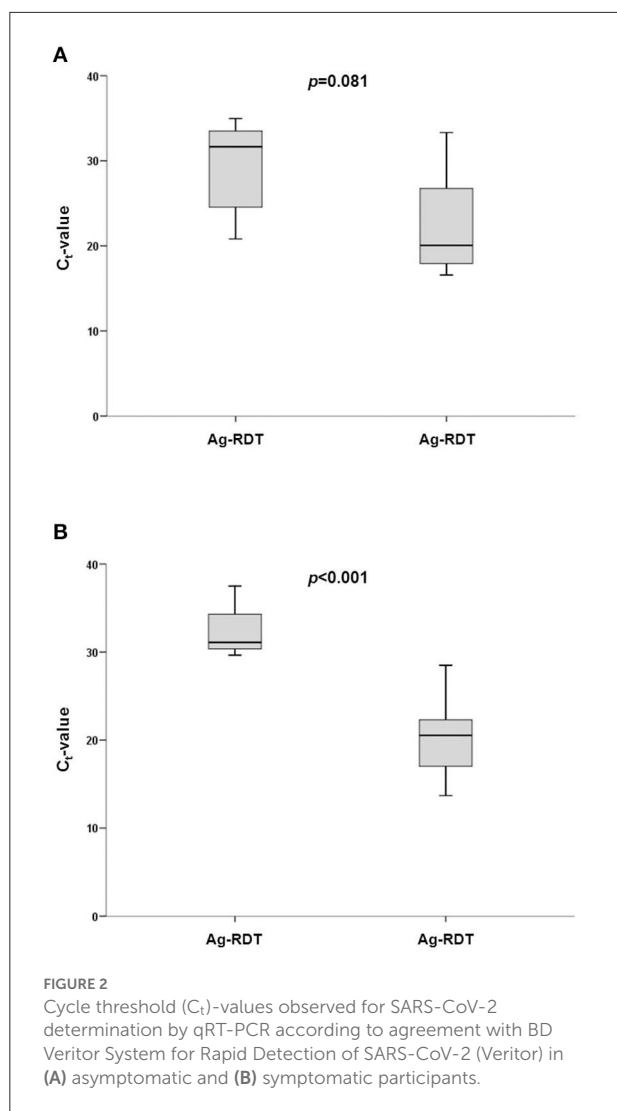 A
p=0.081
40
30
20
10
0
Ct-value
Ag-RDT Ag-RDT
B
p<0.001
40
30
20
10
0
Ct-value
Ag-RDT Ag-RDT
FIGURE 2
Cycle threshold (Ct)-values observed for SARS-CoV-2
determination by qRT-PCR according to agreement with BD
Veritor System for Rapid Detection of SARS-CoV-2 (Veritor) in
(A) asymptomatic and (B) symptomatic participants.